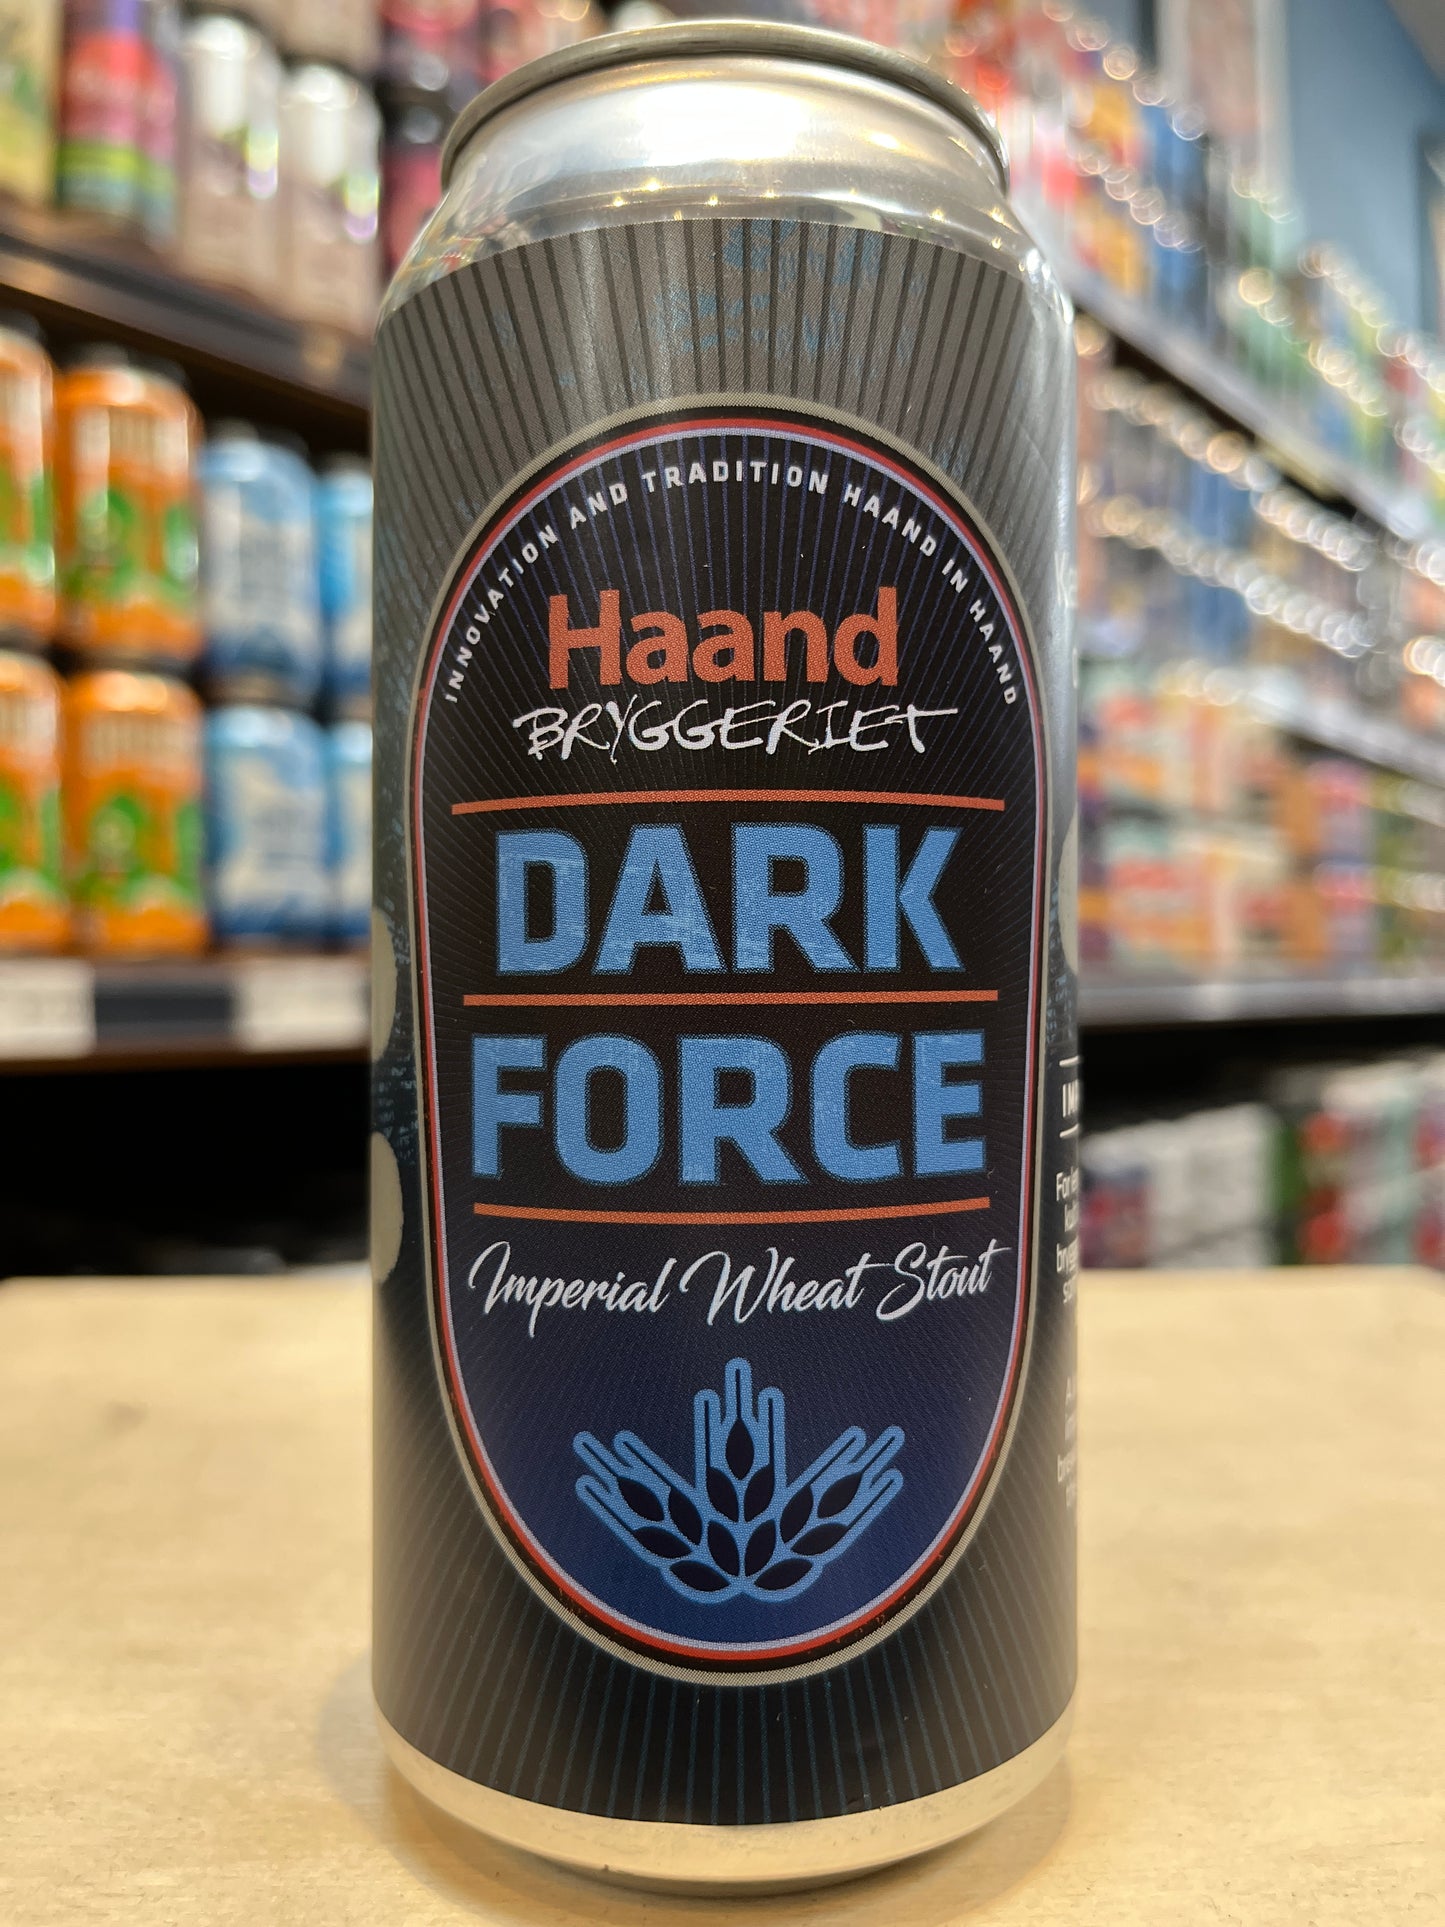 INNOVATION AND TRADITION HAAND IN HAAND
Haand
BRYGGERIET
DARK
FORCE
Imperial Wheat Stout